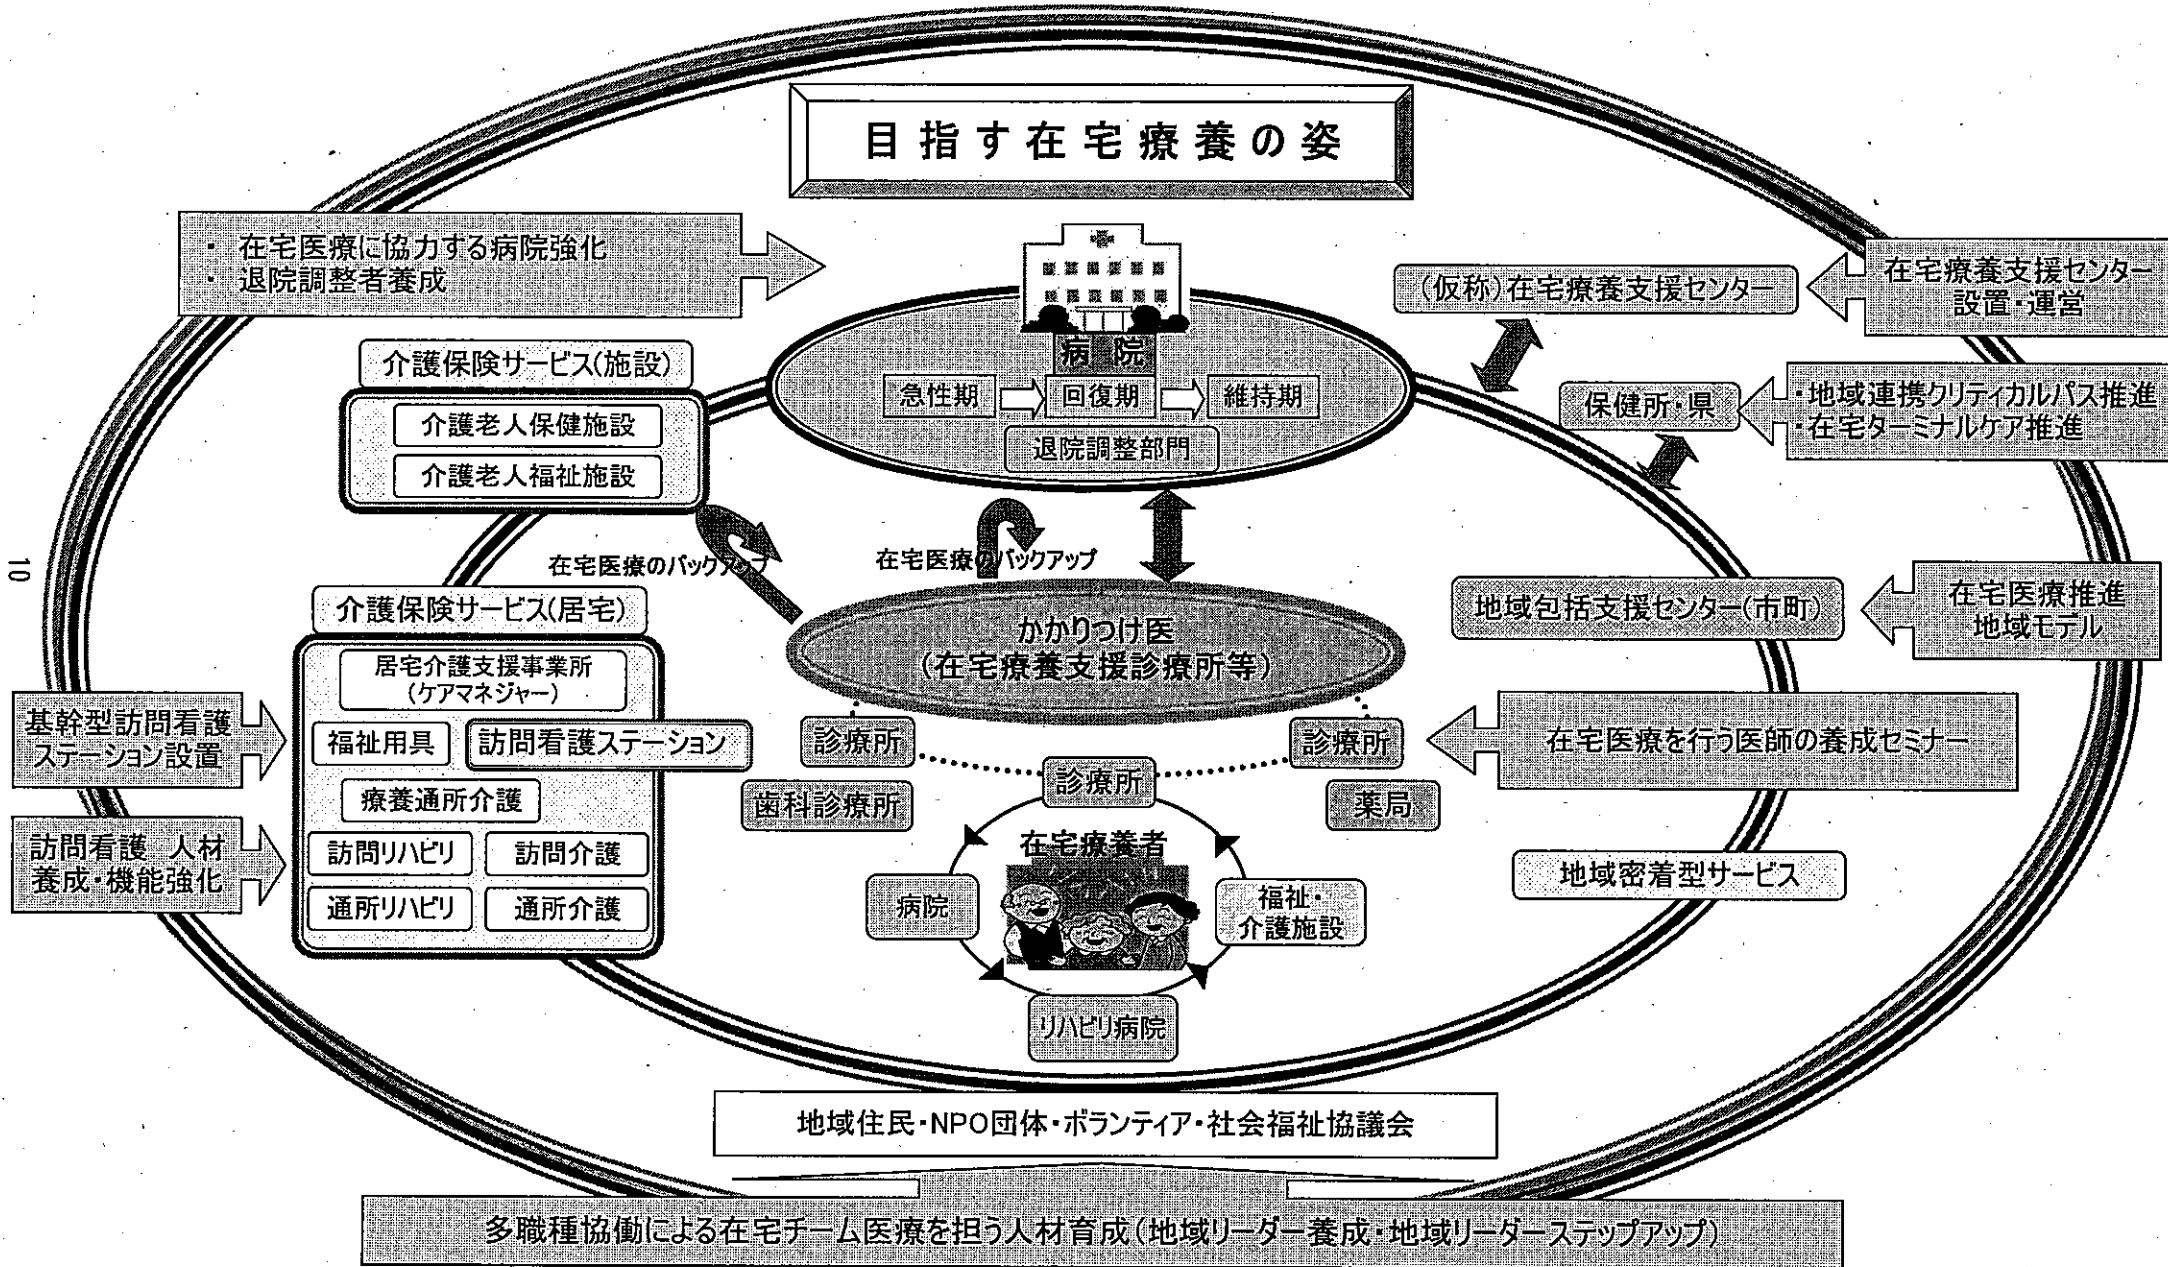 目指す在宅療養の姿
・ 在宅医療に協力する病院強化
・ 退院調整者養成
病 院
急性期
回復期
維持期
退院調整部門
(仮称)在宅療養支援センター
在宅療養支援センター
設置・運営
保健所・県
・地域連携クリティカルパス推進
・在宅ターミナルケア推進
介護保険サービス(施設)
介護老人保健施設
介護老人福祉施設
在宅医療のバックアップ
在宅医療のバックアップ
介護保険サービス(居宅)
居宅介護支援事業所
(ケアマネジャー)
福祉用具
訪問看護ステーション
療養通所介護
訪問リハビリ
訪問介護
通所リハビリ
通所介護
基幹型訪問看護
ステーション設置
訪問看護 人材
養成・機能強化
かかりつけ医
(在宅療養支援診療所等)
地域包括支援センター(市町)
在宅医療推進
地域モデル
診療所
診療所
診療所
在宅医療を行う医師の養成セミナー
歯科診療所
薬局
在宅療養者
病院
福祉・
介護施設
リハビリ病院
地域密着型サービス
地域住民・NPO団体・ボランティア・社会福祉協議会
多職種協働による在宅チーム医療を担う人材育成(地域リーダー養成・地域リーダーステップアップ)
10